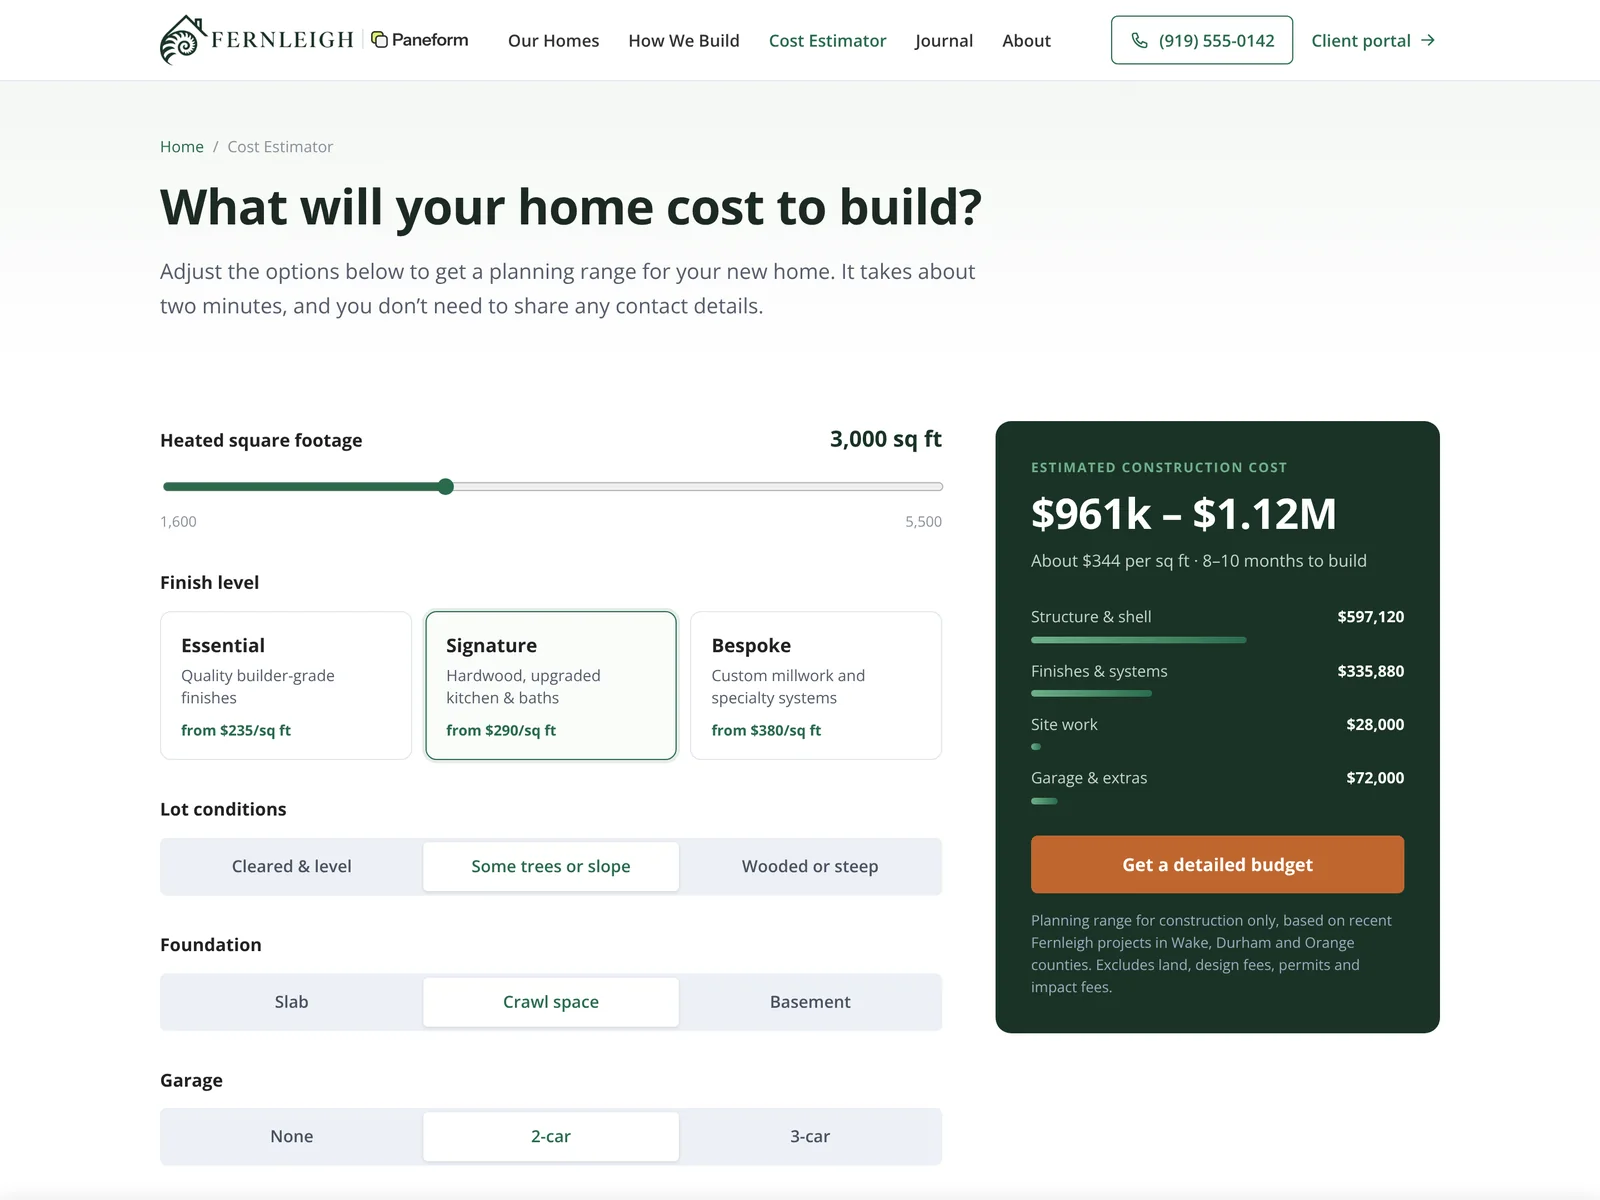 FERNLEIGH Paneform Our Homes How We Build Cost Estimator Journal About (919) 555-0142 Client portal →
Home / Cost Estimator
What will your home cost to build?
Adjust the options below to get a planning range for your new home. It takes about
two minutes, and you don’t need to share any contact details.
Heated square footage 3,000 sq ft
1,600 5,500
Finish level
Essential
Quality builder-grade
finishes
from $235/sq ft
Signature
Hardwood, upgraded
kitchen & baths
from $290/sq ft
Bespoke
Custom millwork and
specialty systems
from $380/sq ft
Lot conditions
Cleared & level Some trees or slope Wooded or steep
Foundation
Slab Crawl space Basement
Garage
None 2-car 3-car
ESTIMATED CONSTRUCTION COST
$961k – $1.12M
About $344 per sq ft · 8–10 months to build
Structure & shell $597,120
Finishes & systems $335,880
Site work $28,000
Garage & extras $72,000
Get a detailed budget
Planning range for construction only, based on recent
Fernleigh projects in Wake, Durham and Orange
counties. Excludes land, design fees, permits and
impact fees.